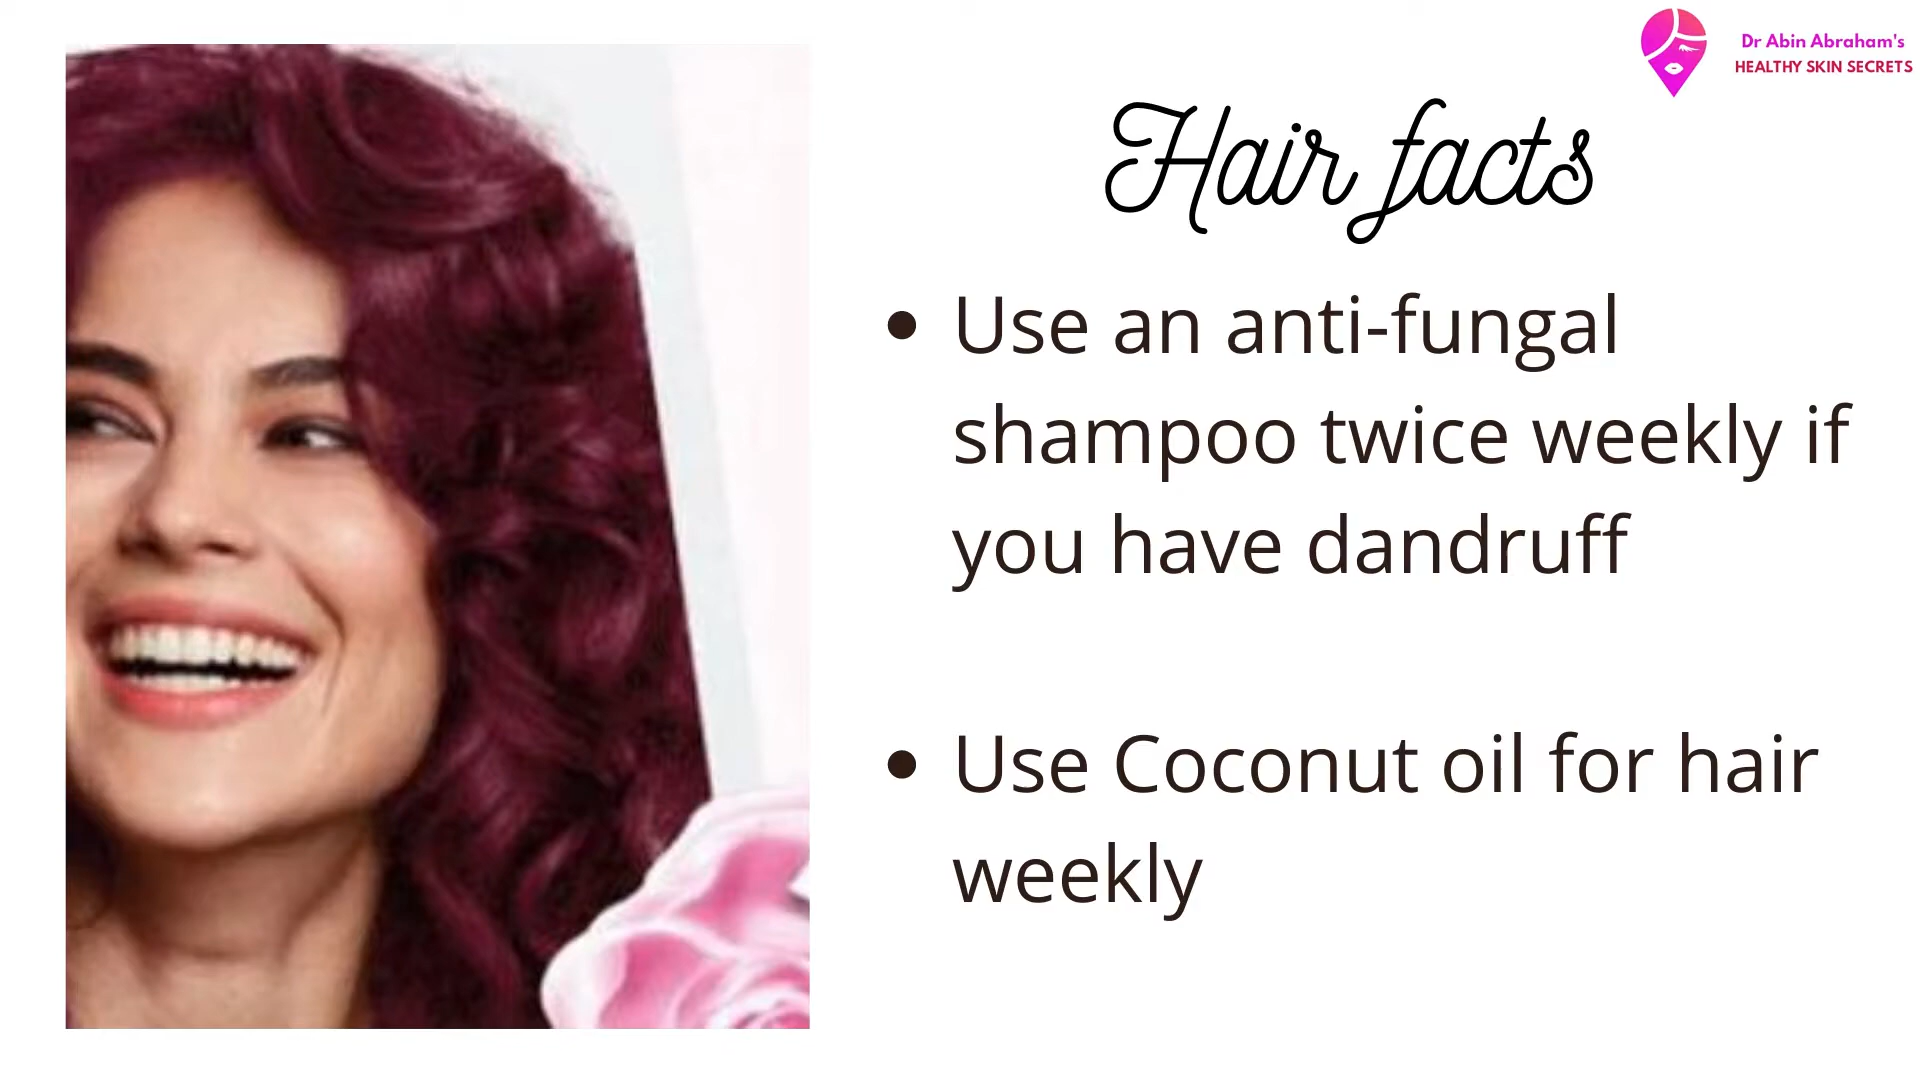 Dr Abin Abraham's
HEALTHY SKIN SECRETS
Hair facts
• Use an anti-fungal
shampoo twice weekly if
you have dandruff
• Use Coconut oil for hair
weekly